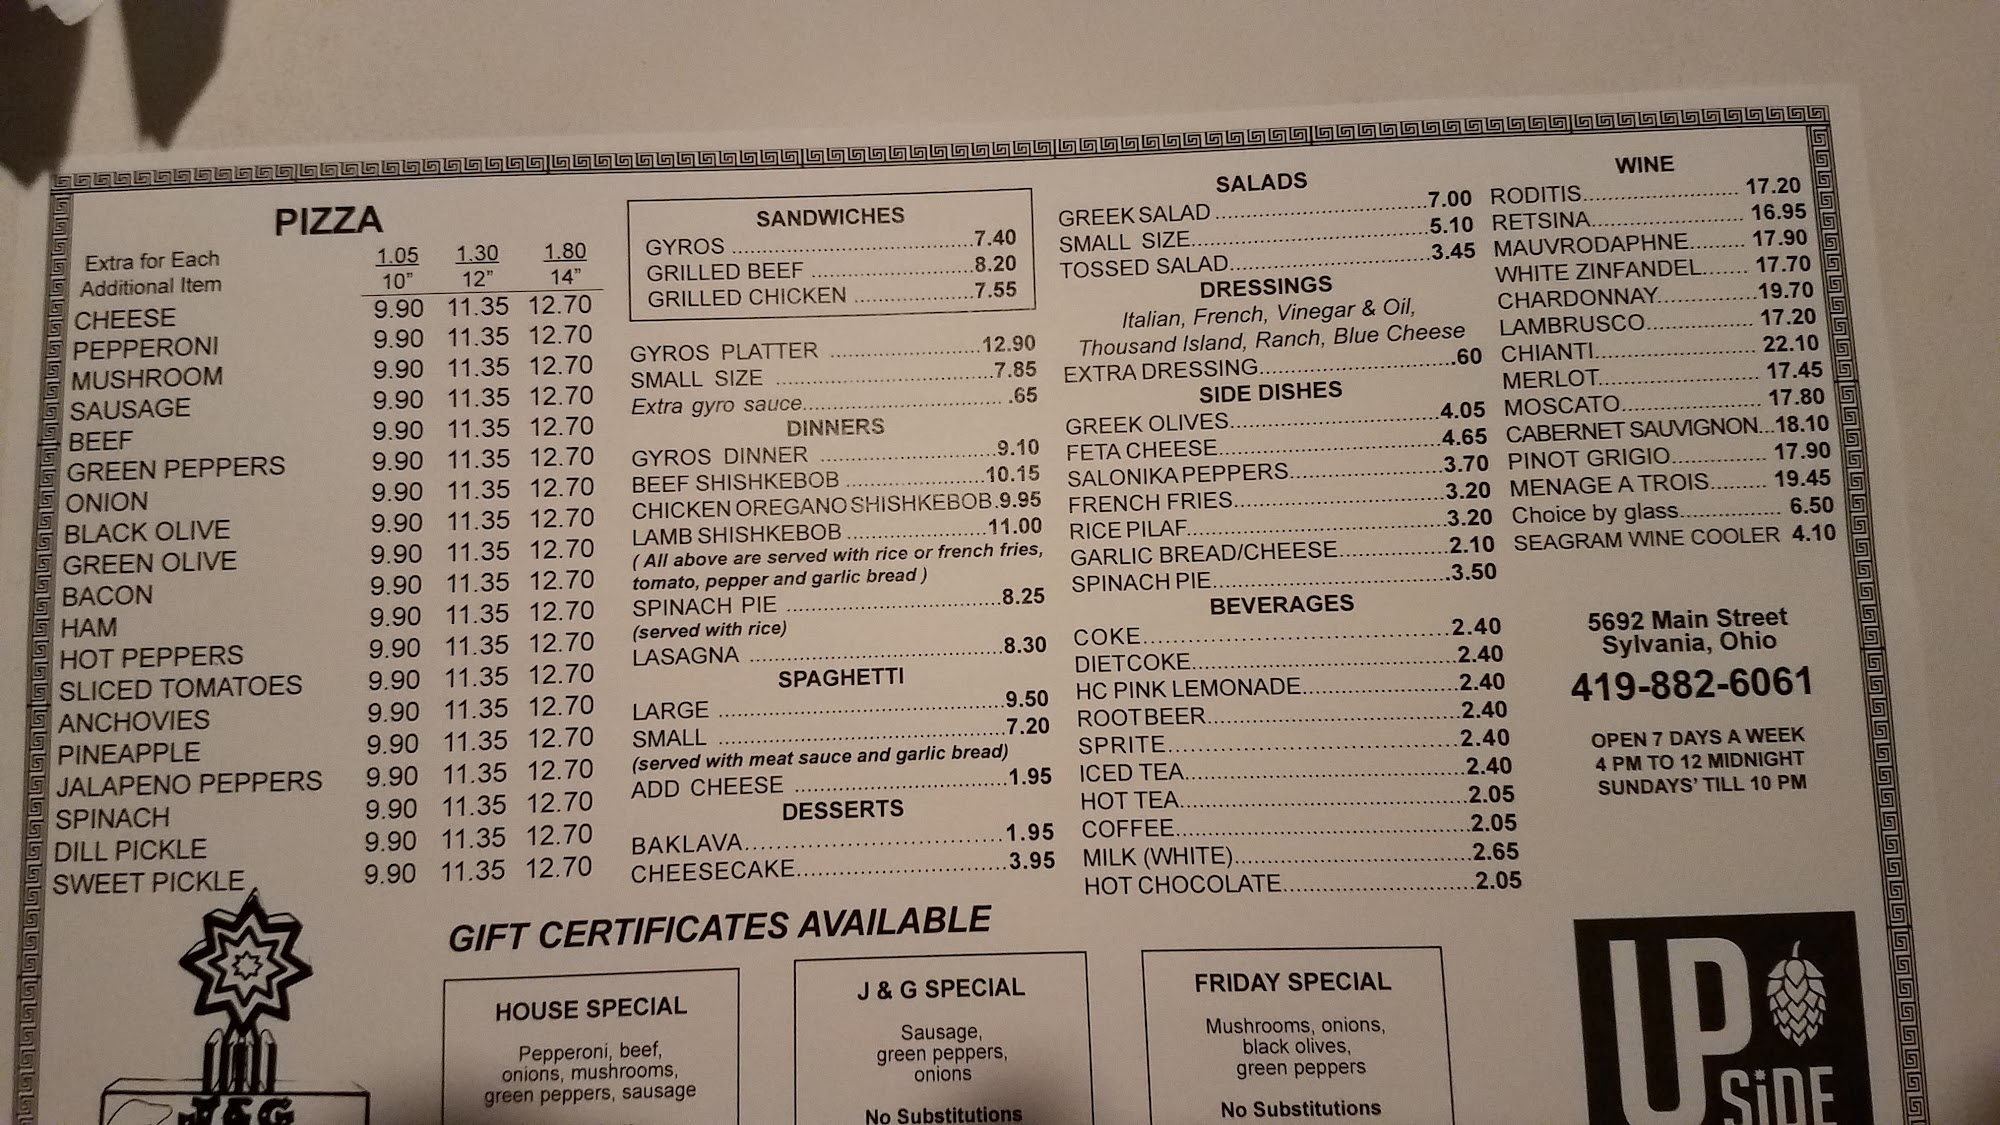 PIZZA
Extra for Each 1.05 1.30 1.80
Additional Item 10" 12" 14"
CHEESE 9.90 11.35 12.70
PEPPERONI 9.90 11.35 12.70
MUSHROOM 9.90 11.35 12.70
SAUSAGE 9.90 11.35 12.70
BEEF 9.90 11.35 12.70
GREEN PEPPERS 9.90 11.35 12.70
ONION 9.90 11.35 12.70
BLACK OLIVE 9.90 11.35 12.70
GREEN OLIVE 9.90 11.35 12.70
BACON 9.90 11.35 12.70
HAM 9.90 11.35 12.70
HOT PEPPERS 9.90 11.35 12.70
SLICED TOMATOES 9.90 11.35 12.70
ANCHOVIES 9.90 11.35 12.70
PINEAPPLE 9.90 11.35 12.70
JALAPENO PEPPERS 9.90 11.35 12.70
SPINACH 9.90 11.35 12.70
DILL PICKLE 9.90 11.35 12.70
SWEET PICKLE 9.90 11.35 12.70
SANDWICHES
GYROS 7.40
GRILLED BEEF 8.20
GRILLED CHICKEN 7.55
GYROS PLATTER 12.90
SMALL SIZE 7.85
Extra gyro sauce .65
DINNERS
GYROS DINNER 9.10
BEEF SHISHKEBOB 10.15
CHICKEN OREGANO SHISHKEBOB 9.95
LAMB SHISHKEBOB 11.00
( All above are served with rice or french fries,
tomato, pepper and garlic bread )
SPINACH PIE 8.25
(served with rice)
LASAGNA 8.30
SPAGHETTI
LARGE 9.50
SMALL 7.20
(served with meat sauce and garlic bread)
ADD CHEESE 1.95
DESSERTS
BAKLAVA 1.95
CHEESECAKE 3.95
SALADS
GREEK SALAD 7.00
SMALL SIZE 5.10
TOSSED SALAD 3.45
DRESSINGS
Italian, French, Vinegar & Oil,
Thousand Island, Ranch, Blue Cheese
EXTRA DRESSING .60
SIDE DISHES
GREEK OLIVES 4.05
FETA CHEESE 4.65
SALONIKA PEPPERS 3.70
FRENCH FRIES 3.20
RICE PILAF 3.20
GARLIC BREAD/CHEESE 2.10
SPINACH PIE 3.50
BEVERAGES
COKE 2.40
DIET COKE 2.40
HC PINK LEMONADE 2.40
ROOT BEER 2.40
SPRITE 2.40
ICED TEA 2.40
HOT TEA 2.05
COFFEE 2.05
MILK (WHITE) 2.65
HOT CHOCOLATE 2.05
WINE
RODITIS 17.20
RETSINA 16.95
MAUVRODAPHNE 17.90
WHITE ZINFANDEL 17.70
CHARDONNAY 19.70
LAMBRUSCO 17.20
CHIANTI 22.10
MERLOT 17.45
MOSCATO 17.80
CABERNET SAUVIGNON 18.10
PINOT GRIGIO 17.90
MENAGE A TROIS 19.45
Choice by glass 6.50
SEAGRAM WINE COOLER 4.10
5692 Main Street
Sylvania, Ohio
419-882-6061
OPEN 7 DAYS A WEEK
4 PM TO 12 MIDNIGHT
SUNDAYS' TILL 10 PM
GIFT CERTIFICATES AVAILABLE
J & G
HOUSE SPECIAL
Pepperoni, beef,
onions, mushrooms,
green peppers, sausage
J & G SPECIAL
Sausage,
green peppers,
onions
No Substitutions
FRIDAY SPECIAL
Mushrooms, onions,
black olives,
green peppers
No Substitutions
UP
SiDE